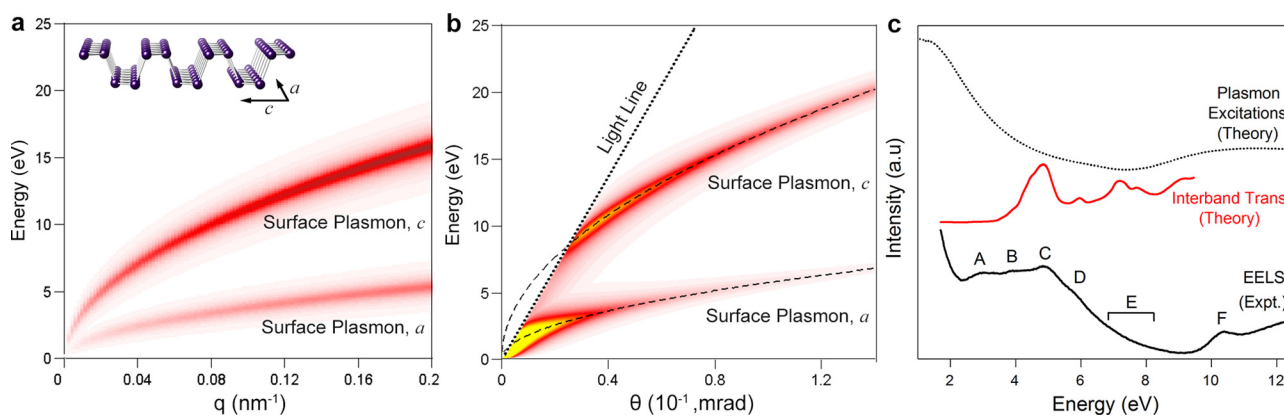 a
25
20
15
10
5
0
Energy (eV)
a
c
Surface Plasmon, c
Surface Plasmon, a
0
0.04
0.08
0.12
0.16
0.2
q (nm-1)
b
25
20
15
10
5
0
Energy (eV)
Light Line
Surface Plasmon, c
Surface Plasmon, a
0
0.4
0.8
1.2
θ (10-1 ,mrad)
c
Intensity (a.u)
Plasmon
Excitations
(Theory)
Interband Trans.
(Theory)
A
B
C
D
E
F
EELS
(Expt.)
2
4
6
8
10
12
Energy (eV)